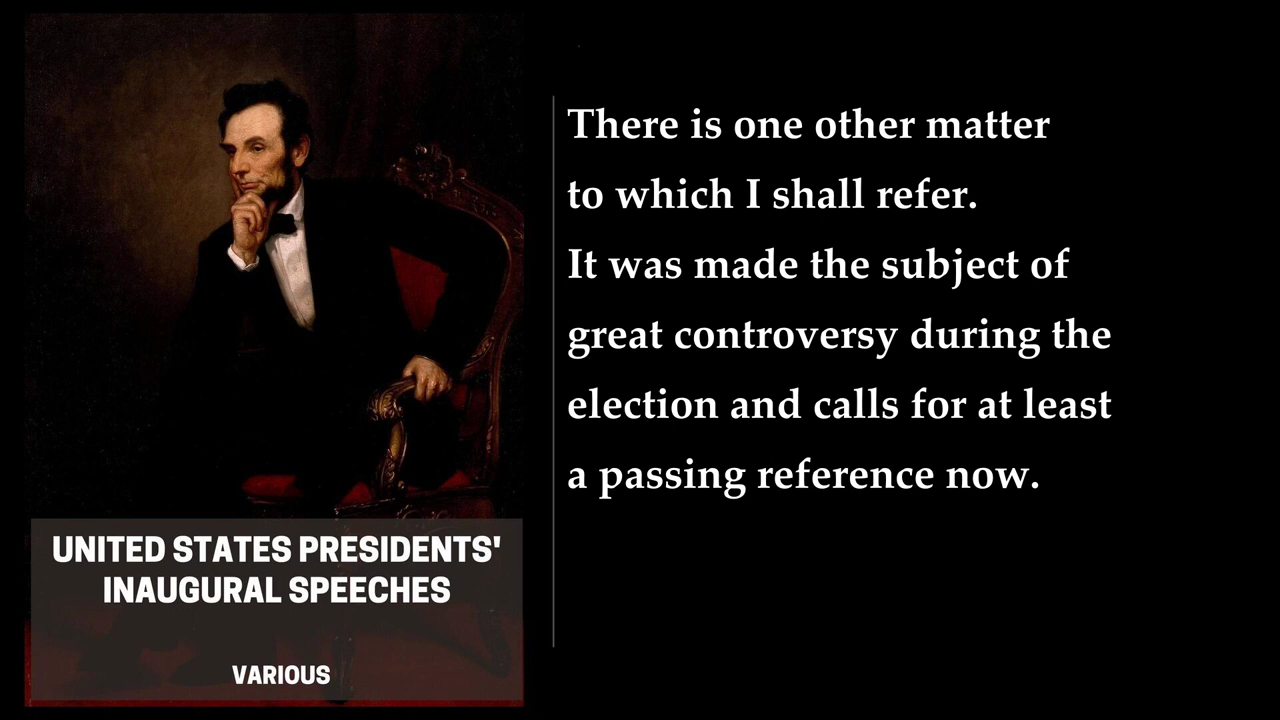 There is one other matter
to which I shall refer.
It was made the subject of
great controversy during the
election and calls for at least
a passing reference now.
UNITED STATES PRESIDENTS'
INAUGURAL SPEECHES
VARIOUS